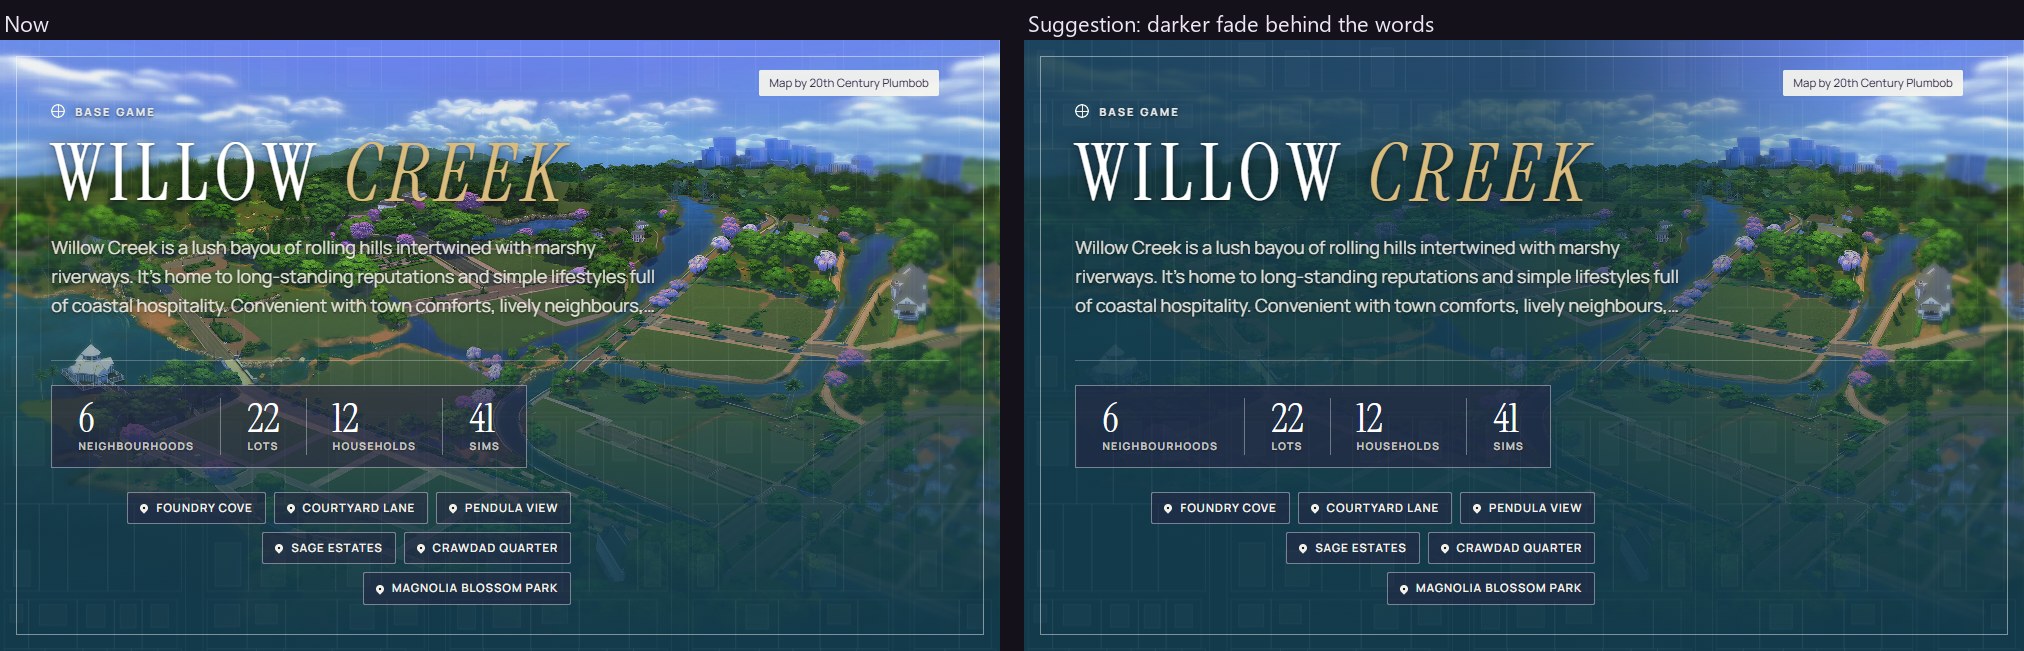 Now
Map by 20th Century Plumbob
BASE GAME
WILLOW CREEK
Willow Creek is a lush bayou of rolling hills intertwined with marshy
riverways. It's home to long-standing reputations and simple lifestyles full
of coastal hospitality. Convenient with town comforts, lively neighbours,...
6 22 12 41
NEIGHBOURHOODS LOTS HOUSEHOLDS SIMS
FOUNDRY COVE COURTYARD LANE PENDULA VIEW
SAGE ESTATES CRAWDAD QUARTER
MAGNOLIA BLOSSOM PARK
Suggestion: darker fade behind the words
Map by 20th Century Plumbob
BASE GAME
WILLOW CREEK
Willow Creek is a lush bayou of rolling hills intertwined with marshy
riverways. It's home to long-standing reputations and simple lifestyles full
of coastal hospitality. Convenient with town comforts, lively neighbours,...
6 22 12 41
NEIGHBOURHOODS LOTS HOUSEHOLDS SIMS
FOUNDRY COVE COURTYARD LANE PENDULA VIEW
SAGE ESTATES CRAWDAD QUARTER
MAGNOLIA BLOSSOM PARK